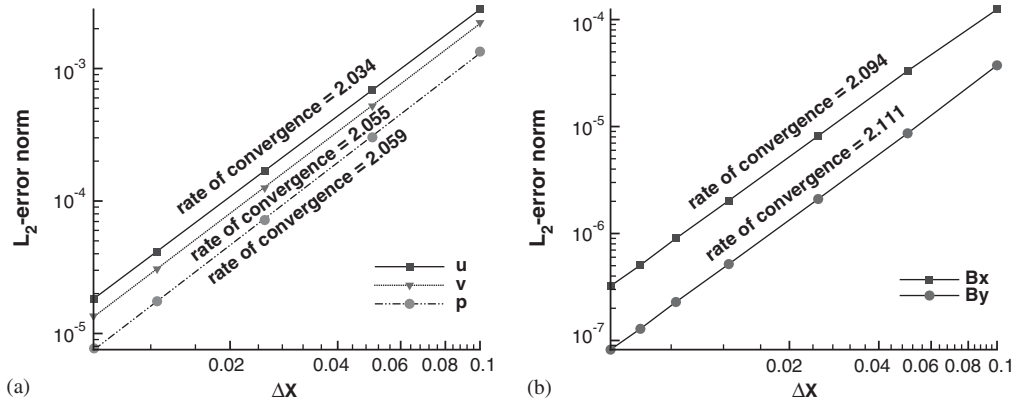 10^-3
10^-4
10^-5
L2-error norm
rate of convergence = 2.034
rate of convergence = 2.055
rate of convergence = 2.059
u
v
p
0.02 0.04 0.06 0.08 0.1
ΔX
(a)
10^-4
10^-5
10^-6
10^-7
L2-error norm
rate of convergence = 2.094
rate of convergence = 2.111
Bx
By
0.02 0.04 0.06 0.08 0.1
ΔX
(b)